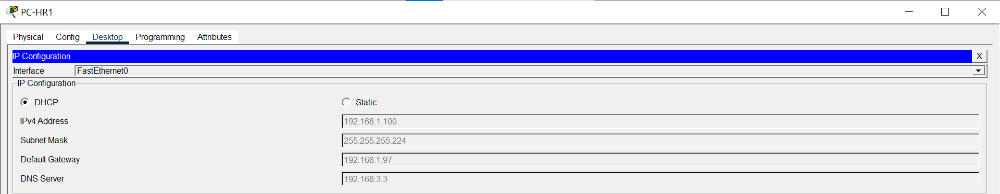 PC-HR1
Physical Config Desktop Programming Attributes
IP Configuration X
Interface FastEthernet0
IP Configuration
DHCP Static
IPv4 Address 192.168.1.100
Subnet Mask 255.255.255.224
Default Gateway 192.168.1.97
DNS Server 192.168.3.3